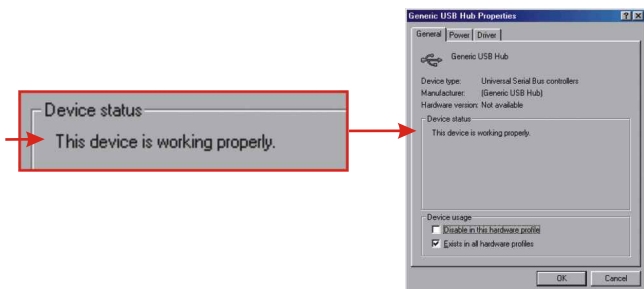 Device status
This device is working properly.
Generic USB Hub Properties
? X
General Power Driver
Generic USB Hub
Device type: Universal Serial Bus controllers
Manufacturer: (Generic USB Hub)
Hardware version: Not available
Device status
This device is working properly.
Device usage
Disable in this hardware profile
Exists in all hardware profiles
OK Cancel